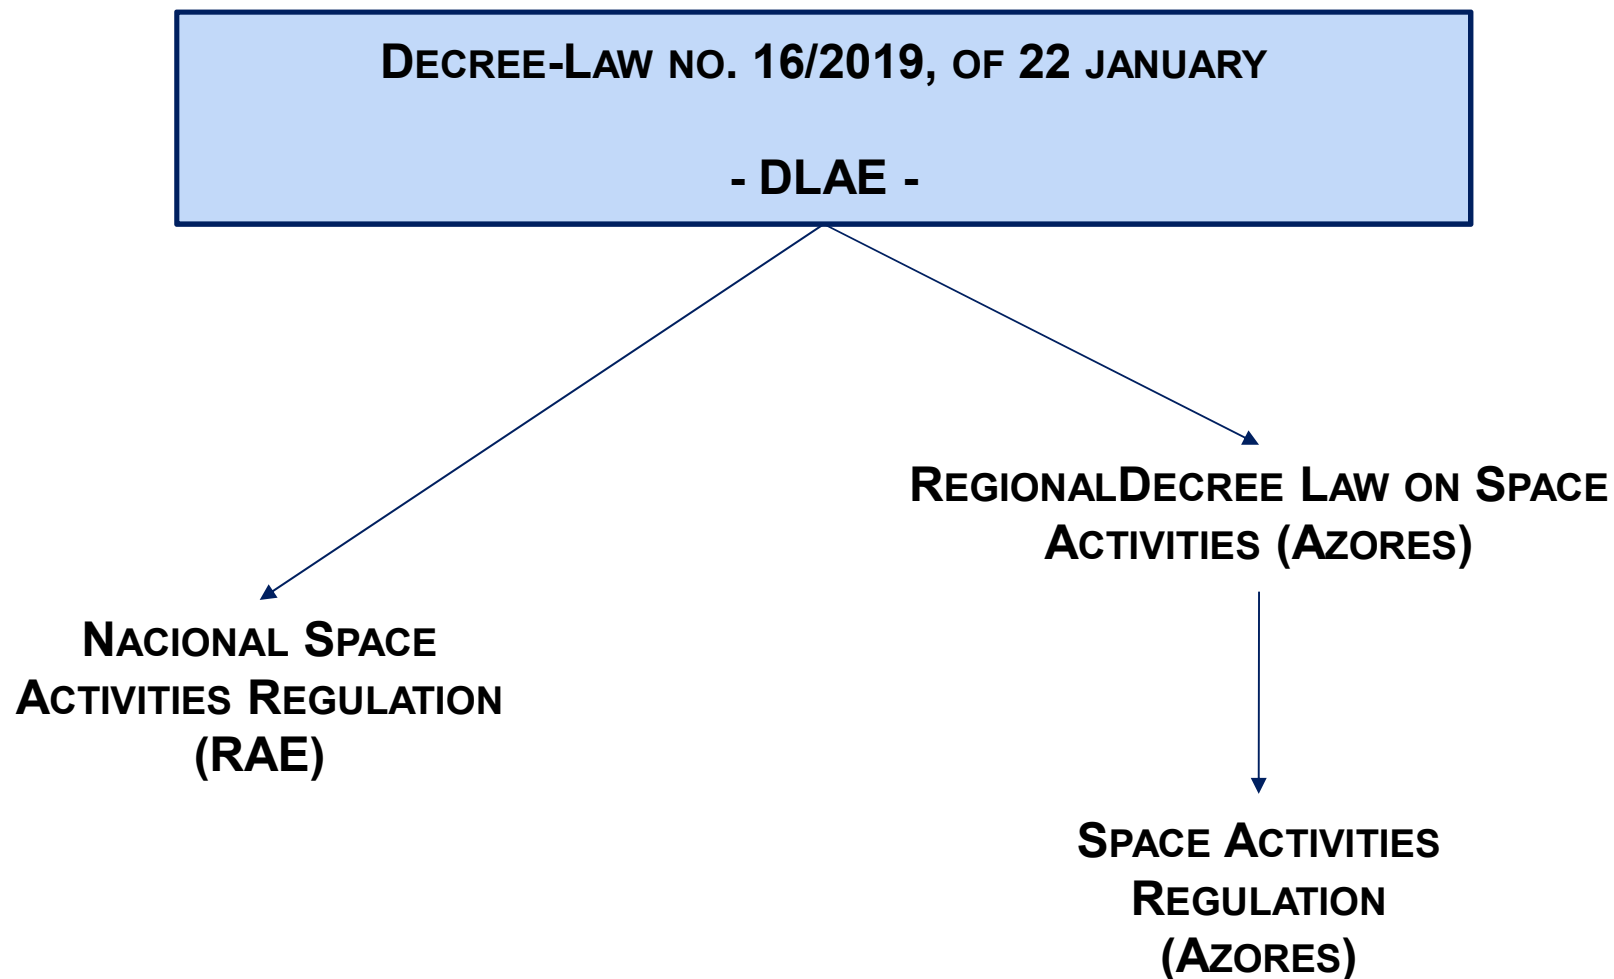 DECREE-LAW NO. 16/2019, OF 22 JANUARY
- DLAE -
REGIONALDECREE LAW ON SPACE
ACTIVITIES (AZORES)
NACIONAL SPACE
ACTIVITIES REGULATION
(RAE)
SPACE ACTIVITIES
REGULATION
(AZORES)